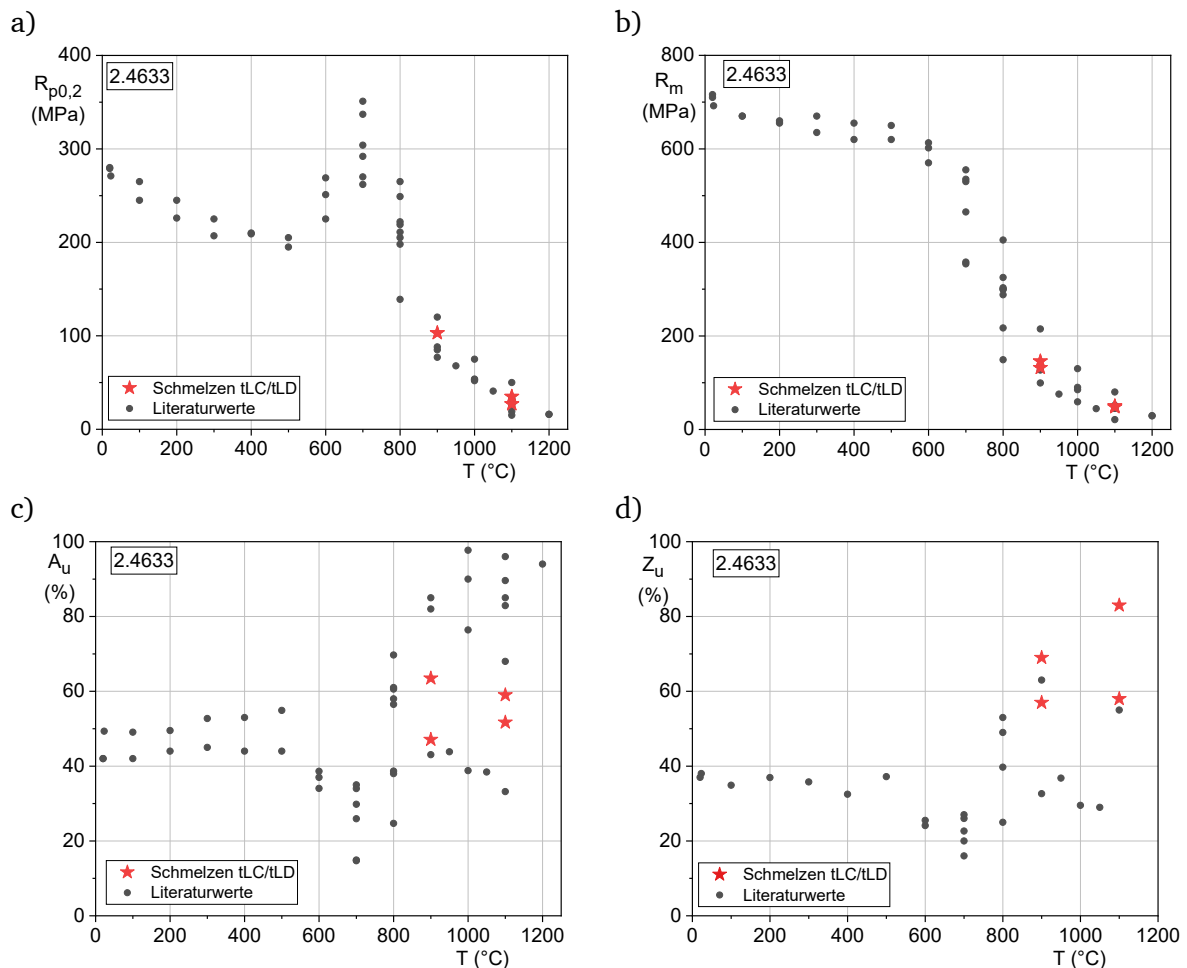 a)
400
R_p0,2
(MPa)
2.4633
300
200
100
0
Schmelzen tLC/tLD
Literaturwerte
0 200 400 600 800 1000 1200
T (°C)
b)
800
R_m
(MPa)
2.4633
600
400
200
0
Schmelzen tLC/tLD
Literaturwerte
0 200 400 600 800 1000 1200
T (°C)
c)
100
A_u
(%)
2.4633
80
60
40
20
0
Schmelzen tLC/tLD
Literaturwerte
0 200 400 600 800 1000 1200
T (°C)
d)
100
Z_u
(%)
2.4633
80
60
40
20
0
Schmelzen tLC/tLD
Literaturwerte
0 200 400 600 800 1000 1200
T (°C)